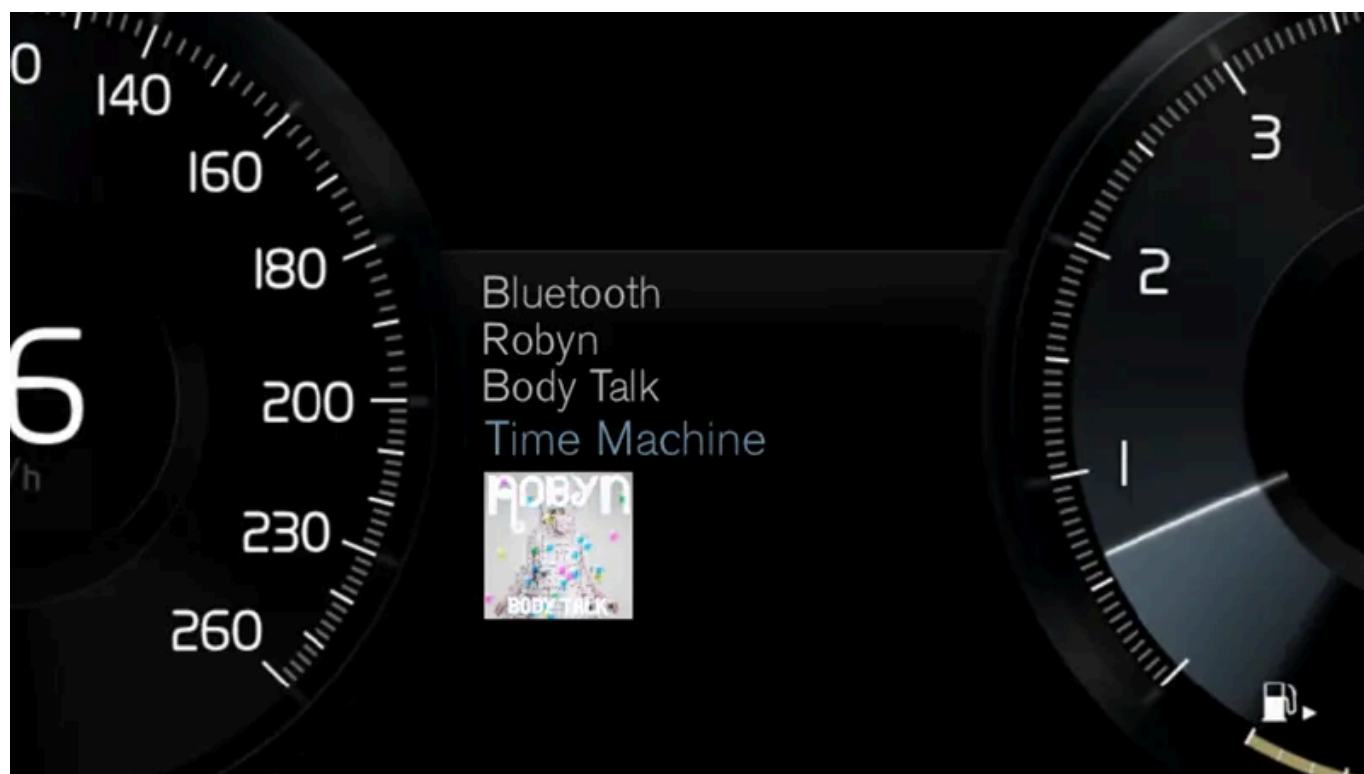 0
140
160
180
200
230
260
6
/h
Bluetooth
Robyn
Body Talk
Time Machine
ROBYN
BODY TALK
3
2
1